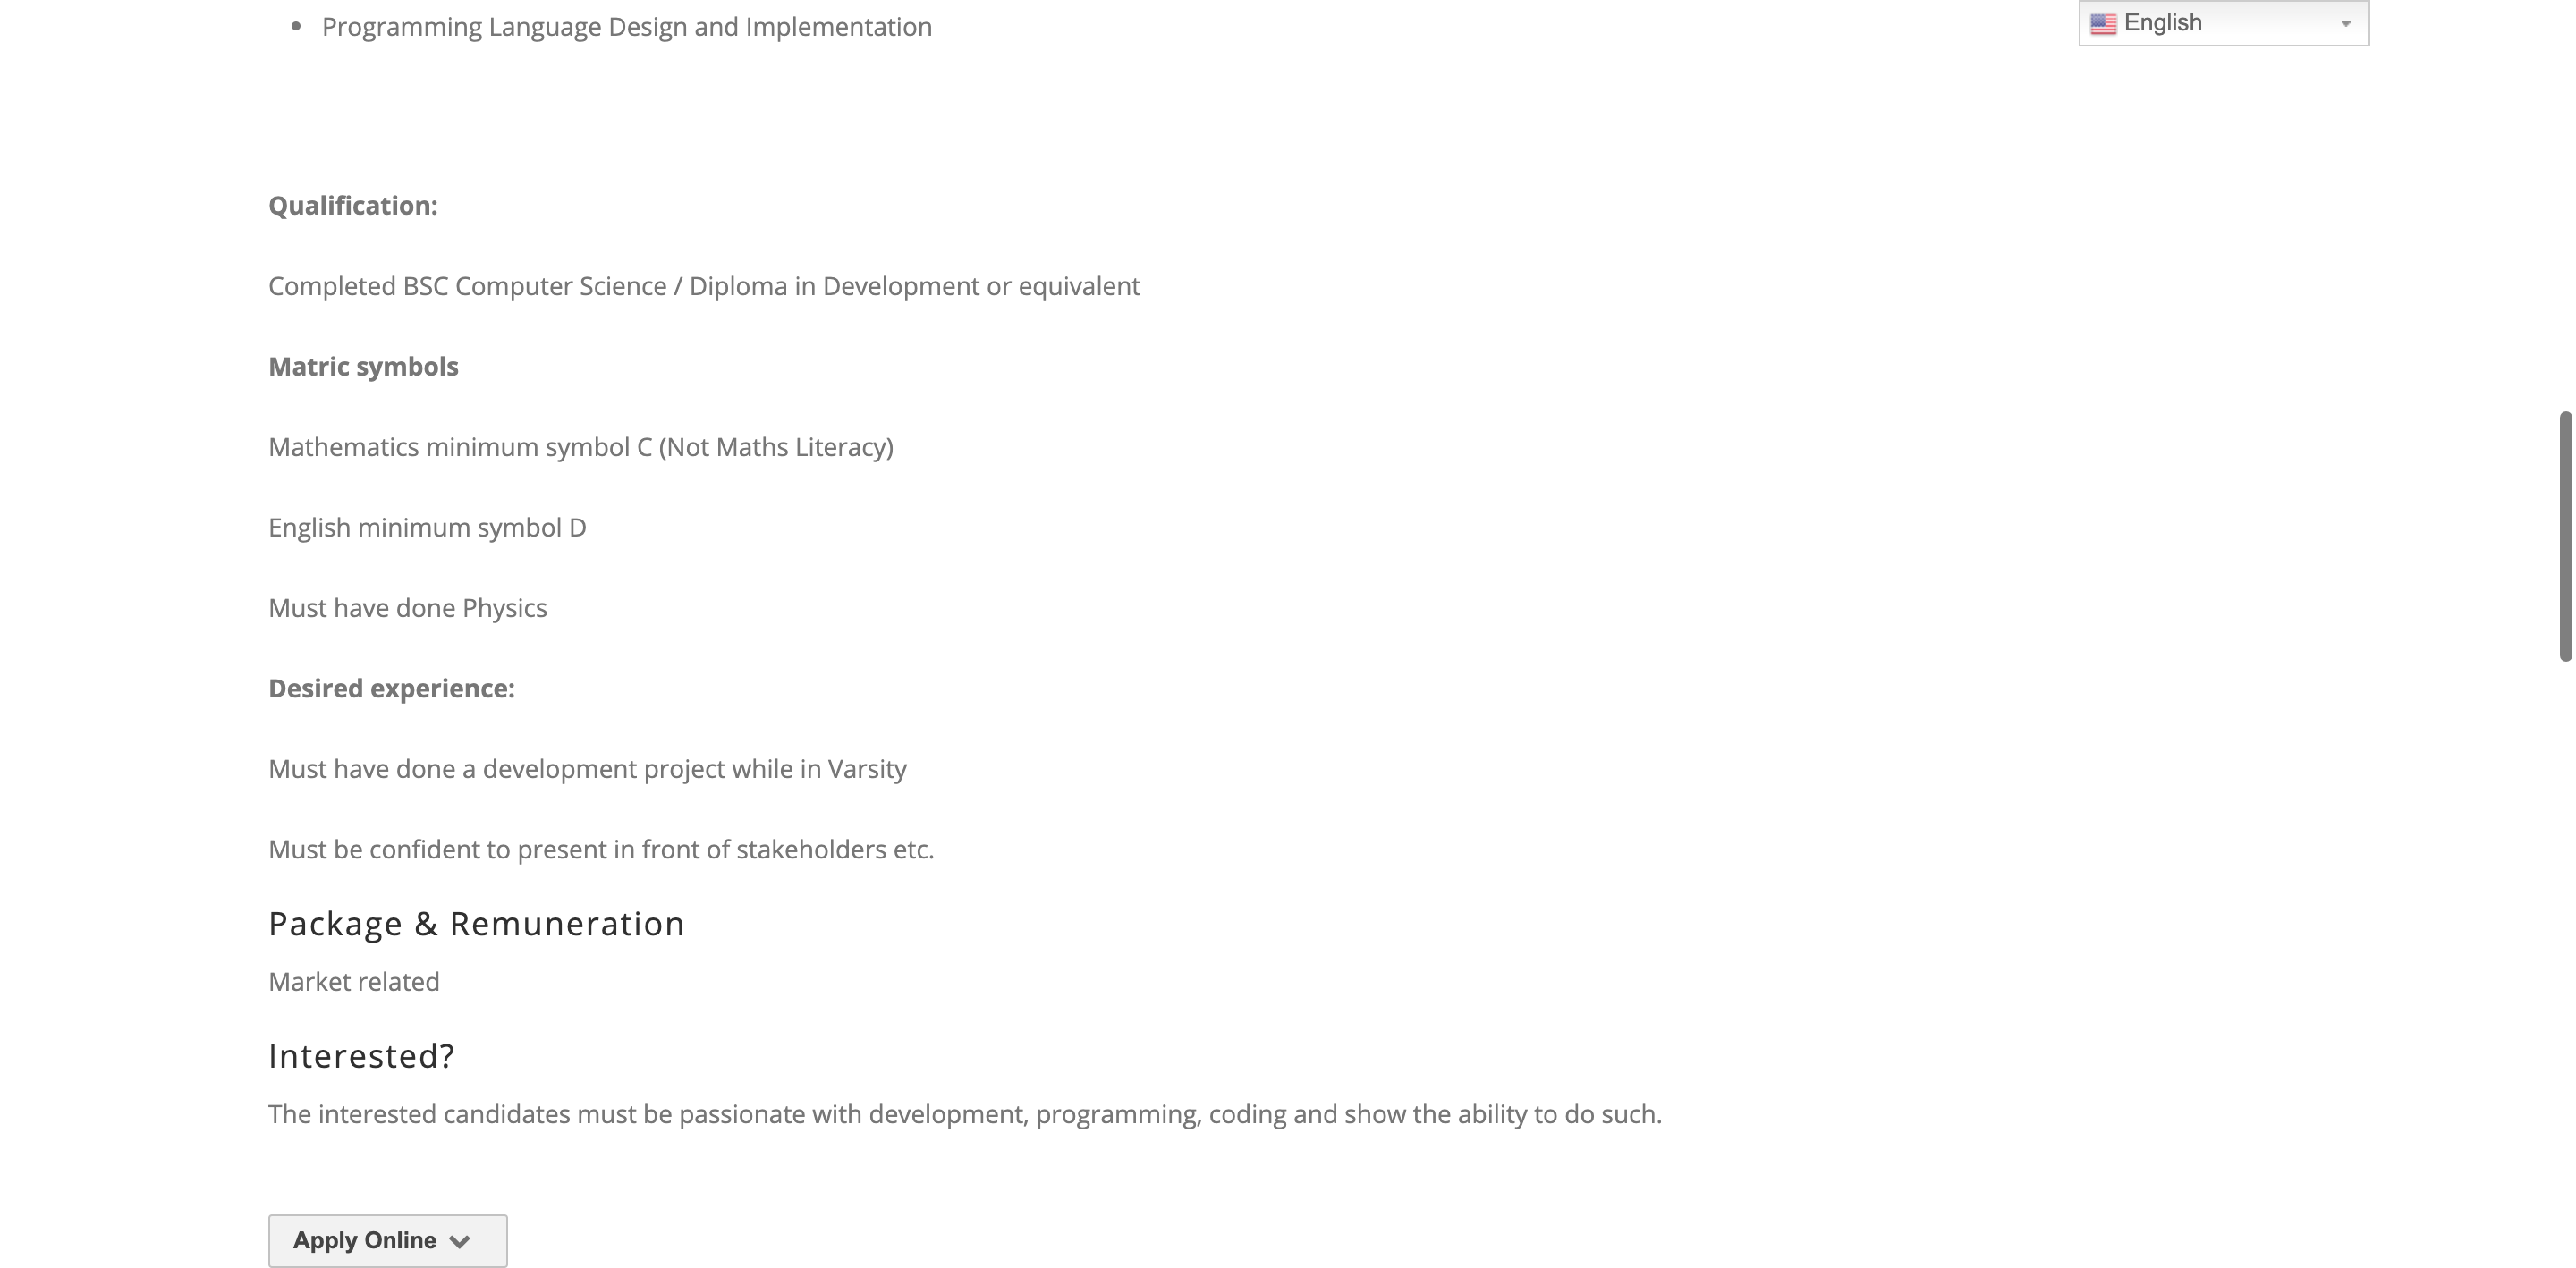 Programming Language Design and Implementation
English
Qualification:
Completed BSC Computer Science / Diploma in Development or equivalent
Matric symbols
Mathematics minimum symbol C (Not Maths Literacy)
English minimum symbol D
Must have done Physics
Desired experience:
Must have done a development project while in Varsity
Must be confident to present in front of stakeholders etc.
Package & Remuneration
Market related
Interested?
The interested candidates must be passionate with development, programming, coding and show the ability to do such.
Apply Online